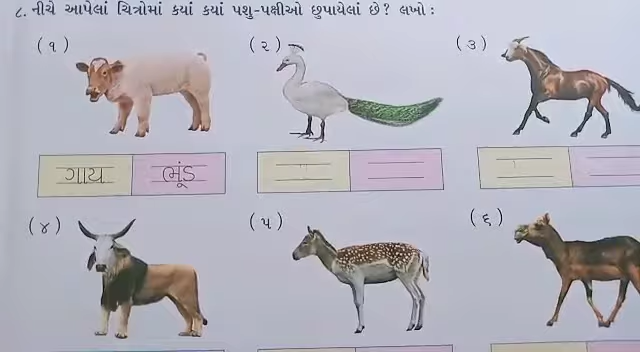 ૮. નીચે આપેલાં ચિત્રોમાં કયાં કયાં પશુ-પક્ષીઓ છુપાયેલાં છે? લખો :
(૧) (૨) (૩)
ગાય ભૂંડ
(૪) (૫) (૬)